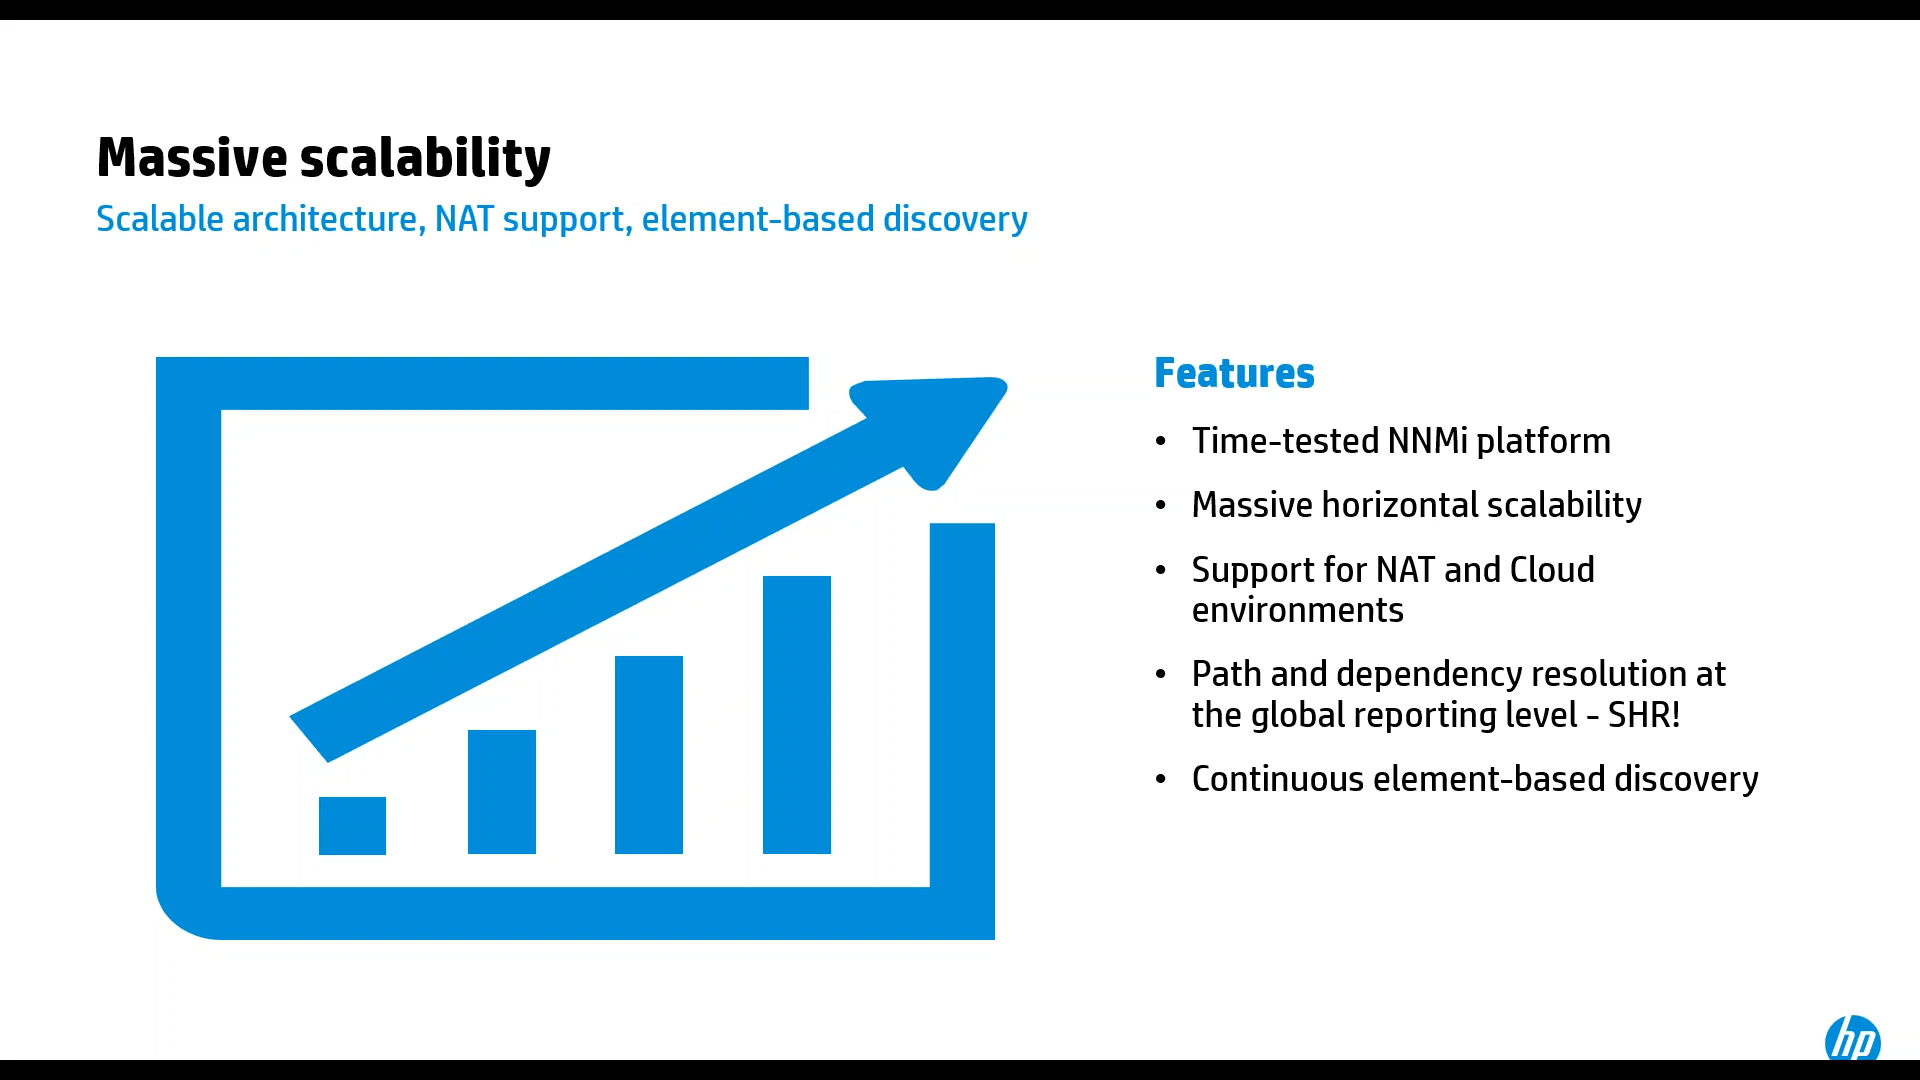 Massive scalability
Scalable architecture, NAT support, element-based discovery
Features
• Time-tested NNMi platform
• Massive horizontal scalability
• Support for NAT and Cloud
environments
• Path and dependency resolution at
the global reporting level - SHR!
• Continuous element-based discovery
hp